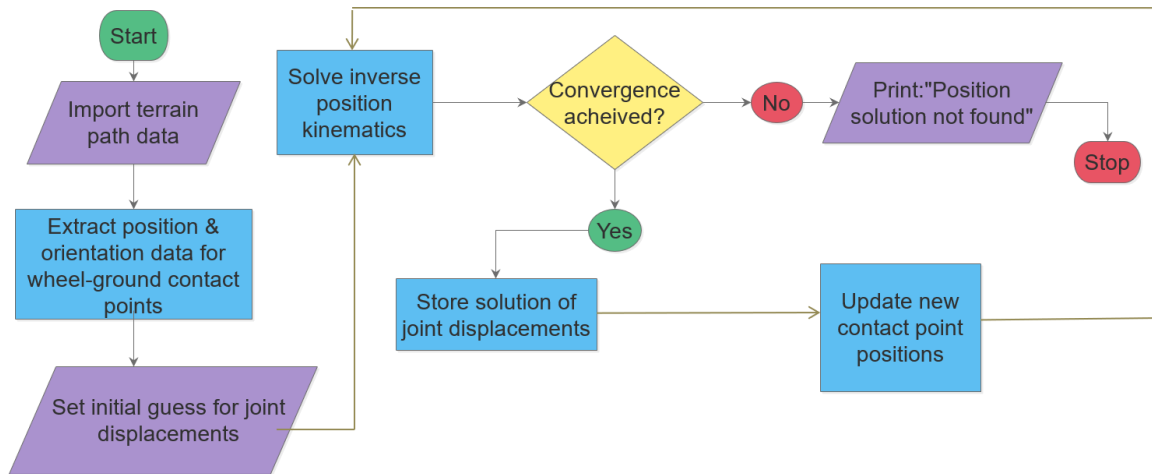 Start
Import terrain
path data
Extract position &
orientation data for
wheel-ground contact
points
Set initial guess for joint
displacements
Solve inverse
position
kinematics
Convergence
acheived?
No
Print:"Position
solution not found"
Stop
Yes
Store solution of
joint displacements
Update new
contact point
positions